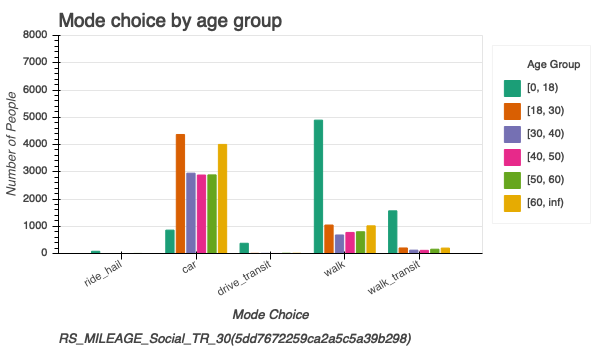 Mode choice by age group
Number of People
8000
7000
6000
5000
4000
3000
2000
1000
0
ride_hail
car
drive_transit
walk
walk_transit
Mode Choice
Age Group
[0, 18)
[18, 30)
[30, 40)
[40, 50)
[50, 60)
[60, inf)
RS_MILEAGE_Social_TR_30(5dd7672259ca2a5c5a39b298)